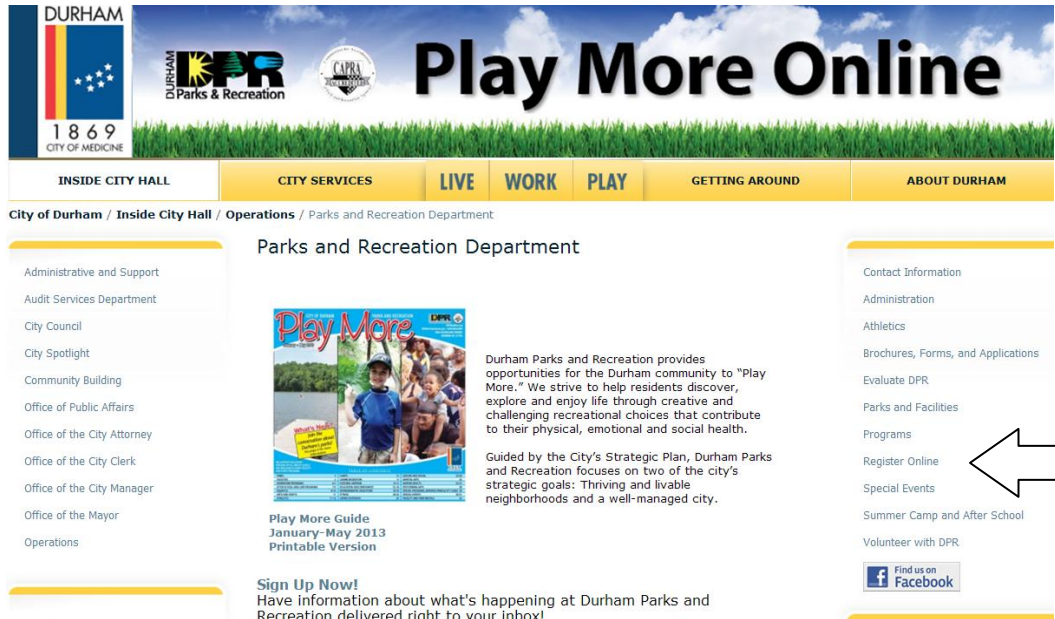 DURHAM
1869
CITY OF MEDICINE
DURHAM
DPR
Parks & Recreation
CAPRA
Play More Online
INSIDE CITY HALL
CITY SERVICES
LIVE WORK PLAY
GETTING AROUND
ABOUT DURHAM
City of Durham / Inside City Hall / Operations / Parks and Recreation Department
Administrative and Support
Audit Services Department
City Council
City Spotlight
Community Building
Office of Public Affairs
Office of the City Attorney
Office of the City Clerk
Office of the City Manager
Office of the Mayor
Operations
Parks and Recreation Department
Play More
DPR
What's Next?
Join the
conversation about
Durham's parks!
Durham Parks and Recreation provides
opportunities for the Durham community to “Play
More.” We strive to help residents discover,
explore and enjoy life through creative and
challenging recreational choices that contribute
to their physical, emotional and social health.
Guided by the City’s Strategic Plan, Durham Parks
and Recreation focuses on two of the city’s
strategic goals: Thriving and livable
neighborhoods and a well-managed city.
Play More Guide
January-May 2013
Printable Version
Sign Up Now!
Have information about what's happening at Durham Parks and
Recreation delivered right to your inbox!
Contact Information
Administration
Athletics
Brochures, Forms, and Applications
Evaluate DPR
Parks and Facilities
Programs
Register Online
Special Events
Summer Camp and After School
Volunteer with DPR
Find us on
Facebook